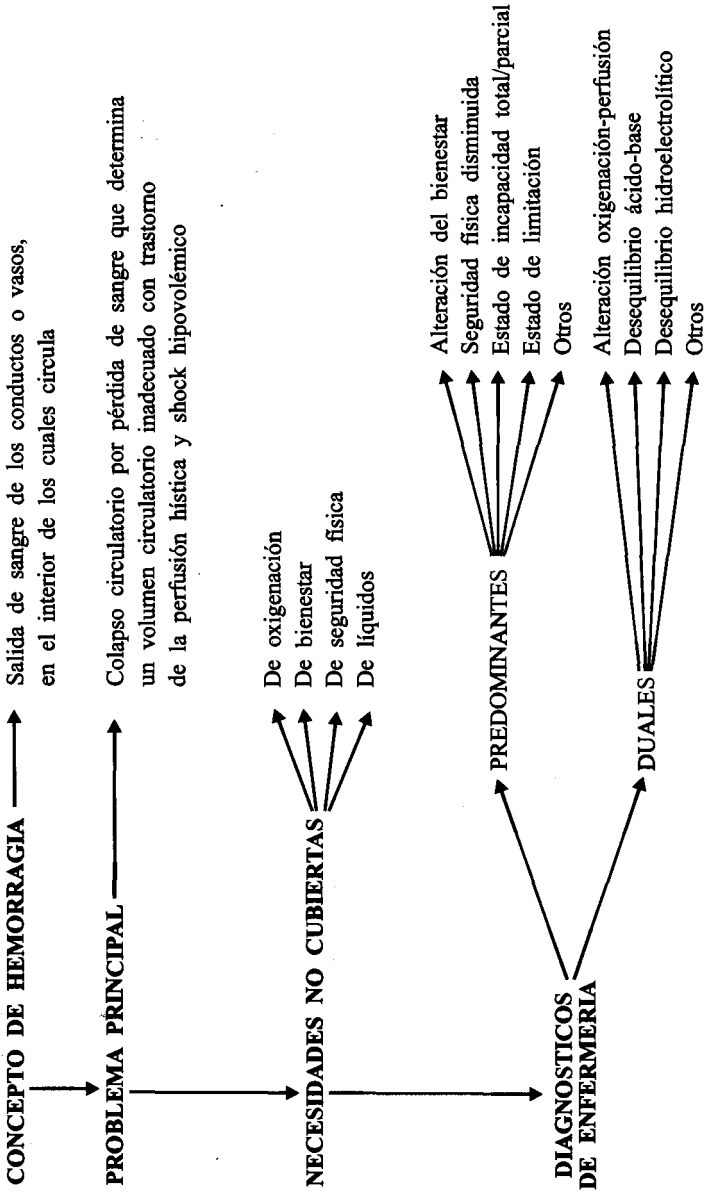 CONCEPTO DE HEMORRAGIA
Salida de sangre de los conductos o vasos,
en el interior de los cuales circula
PROBLEMA PRINCIPAL
Colapso circulatorio por pérdida de sangre que determina
un volumen circulatorio inadecuado con trastorno
de la perfusión hística y shock hipovolémico
NECESIDADES NO CUBIERTAS
De oxigenación
De bienestar
De seguridad física
De líquidos
DIAGNOSTICOS
DE ENFERMERIA
PREDOMINANTES
Alteración del bienestar
Seguridad física disminuida
Estado de incapacidad total/parcial
Estado de limitación
Otros
DUALES
Alteración oxigenación-perfusión
Desequilibrio ácido-base
Desequilibrio hidroelectrolítico
Otros